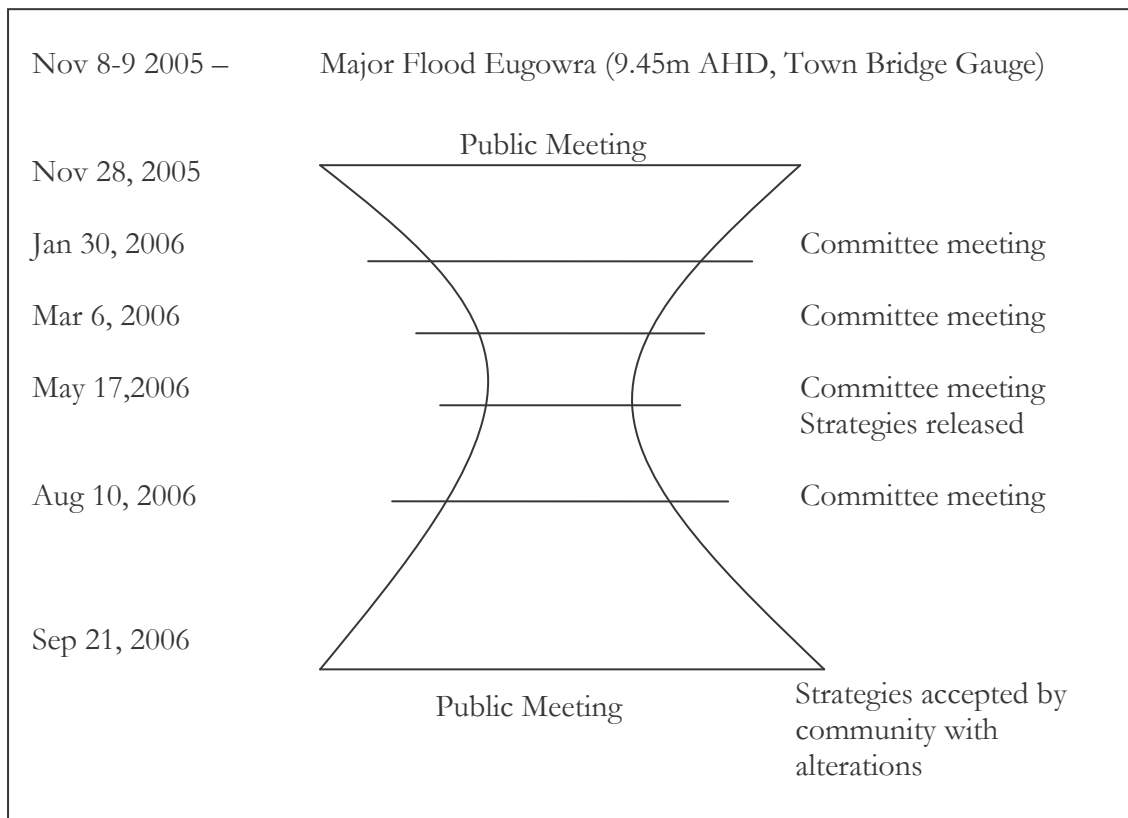 Nov 8-9 2005 – Major Flood Eugowra (9.45m AHD, Town Bridge Gauge)
Public Meeting
Nov 28, 2005
Jan 30, 2006 Committee meeting
Mar 6, 2006 Committee meeting
May 17,2006 Committee meeting
Strategies released
Aug 10, 2006 Committee meeting
Sep 21, 2006
Public Meeting
Strategies accepted by
community with
alterations